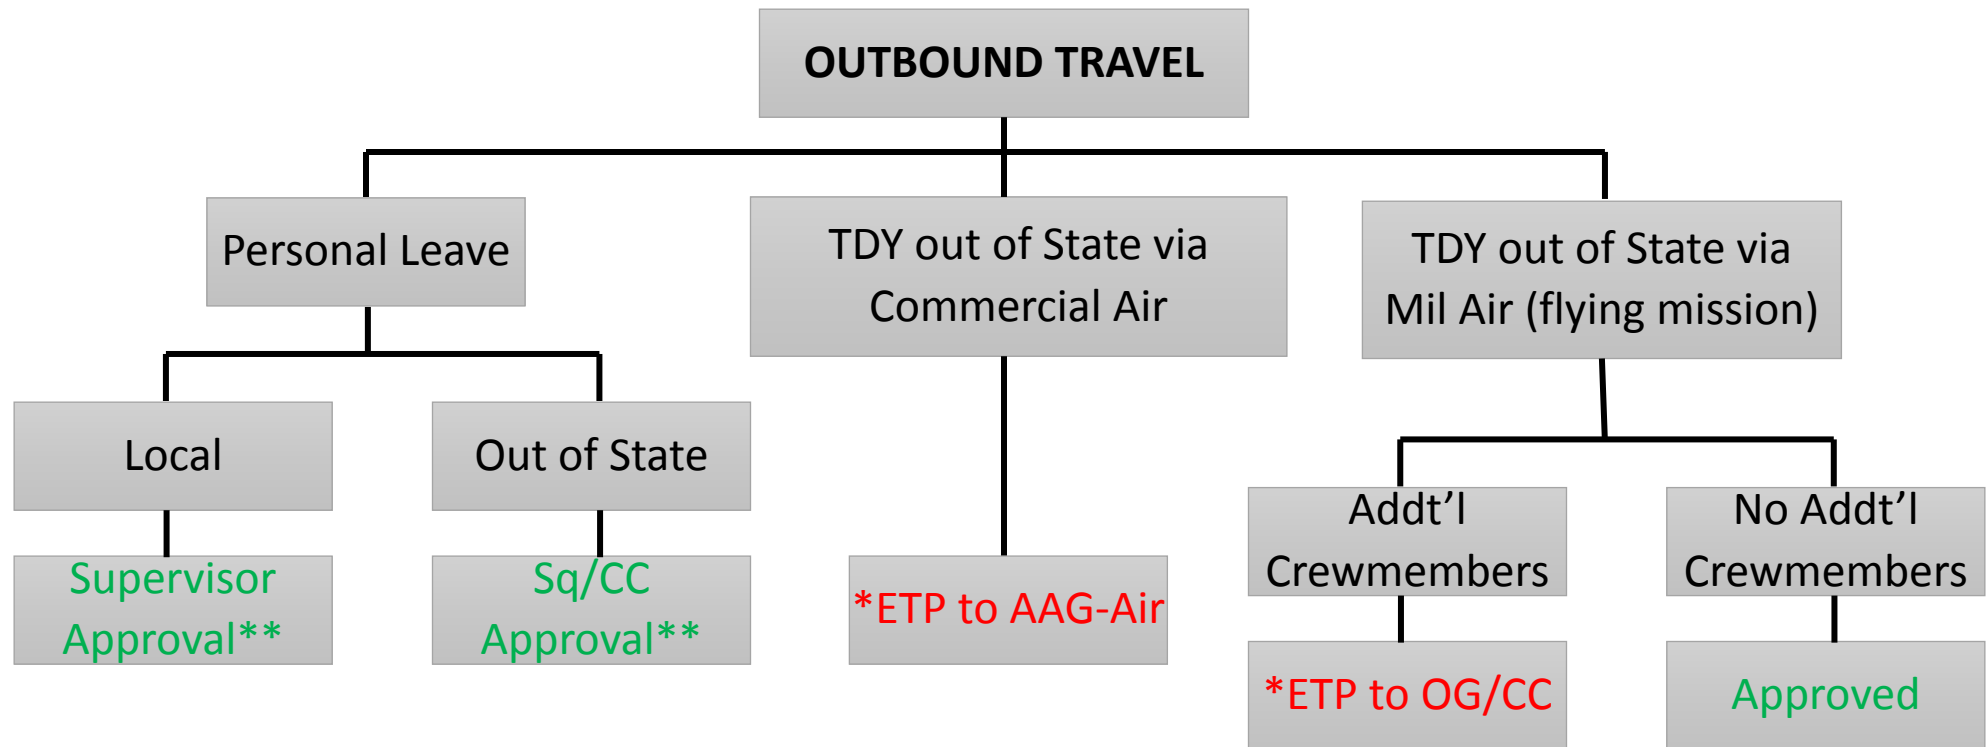 OUTBOUND TRAVEL
Personal Leave
TDY out of State via
Commercial Air
TDY out of State via
Mil Air (flying mission)
Local
Out of State
Addt’l
Crewmembers
No Addt’l
Crewmembers
Supervisor
Approval**
Sq/CC
Approval**
*ETP to AAG-Air
*ETP to OG/CC
Approved